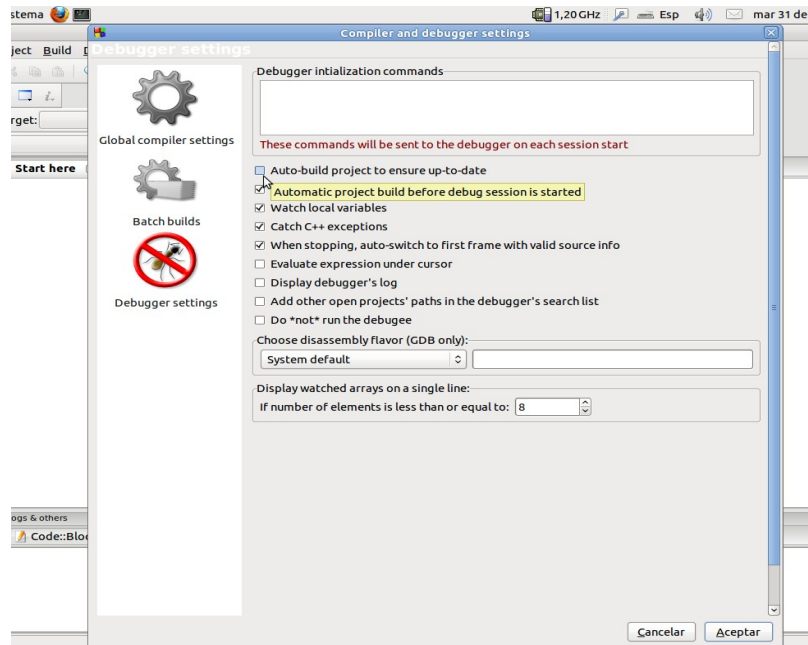 stema
1,20 GHz
Esp
mar 31 de
Compiler and debugger settings
ject Build
Debugger settings
rget:
Start here
Global compiler settings
Batch builds
Debugger settings
Debugger intialization commands
These commands will be sent to the debugger on each session start
Auto-build project to ensure up-to-date
Automatic project build before debug session is started
Watch local variables
Catch C++ exceptions
When stopping, auto-switch to first frame with valid source info
Evaluate expression under cursor
Display debugger's log
Add other open projects' paths in the debugger's search list
Do *not* run the debugee
Choose disassembly flavor (GDB only):
System default
Display watched arrays on a single line:
If number of elements is less than or equal to: 8
ogs & others
Code::Bloc
Cancelar
Aceptar